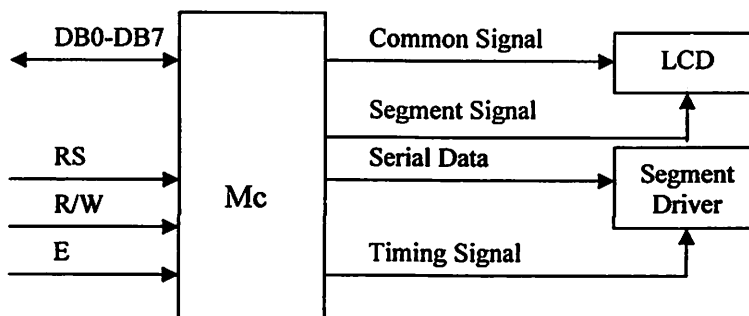 DB0-DB7
Common Signal
LCD
Segment Signal
RS
Serial Data
Segment
Driver
Mc
R/W
E
Timing Signal